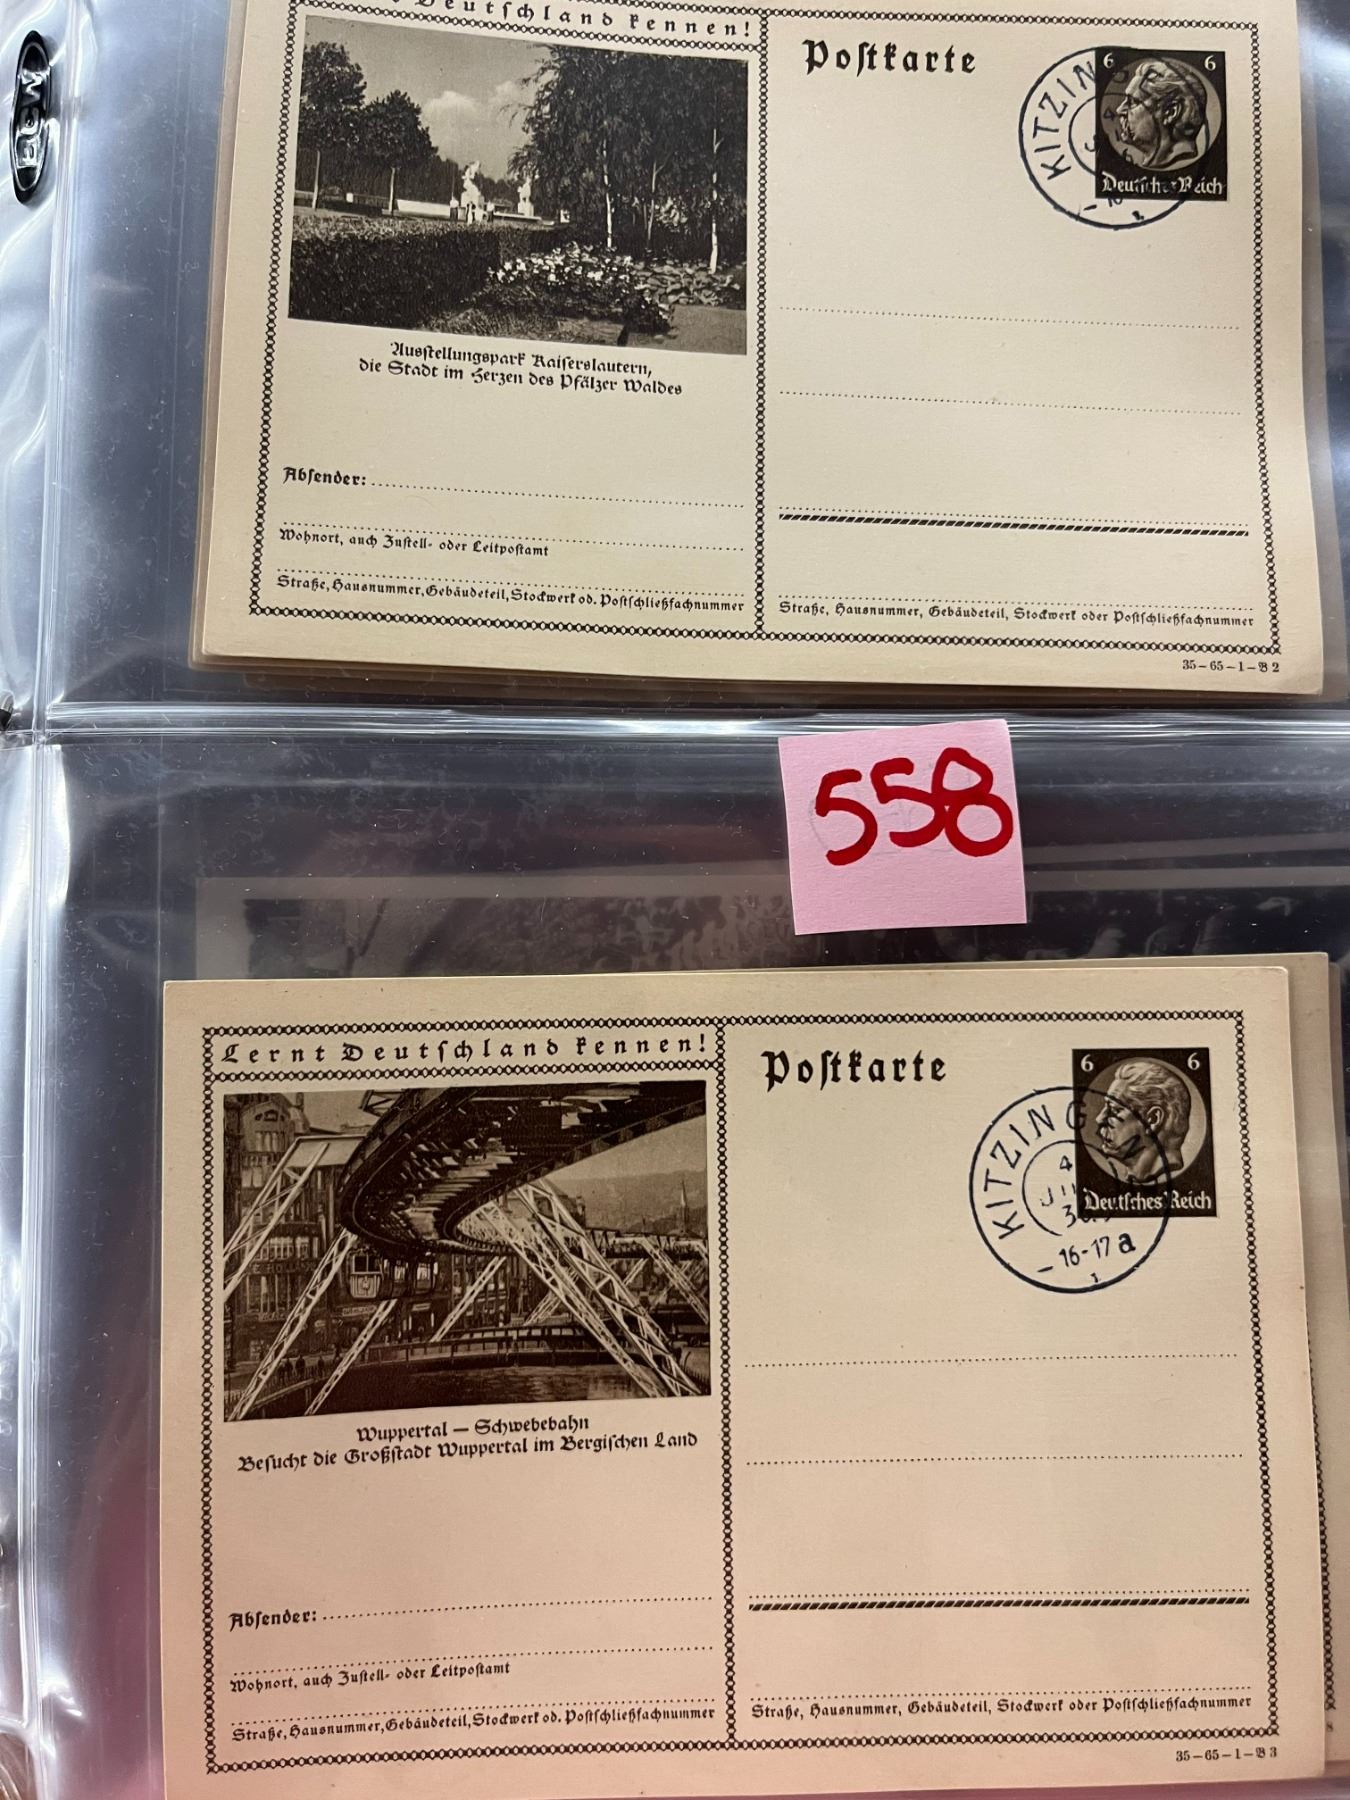 Deutschland kennen!
Postkarte
6 6
Deutsches Reich
KITZINGEN
Ausstellungspark Kaiserslautern,
die Stadt im Herzen des Pfälzer Waldes
Absender:
Wohnort, auch Zustell- oder Leitpostamt
Straße, Hausnummer, Gebäudeteil, Stockwerk od. Postschließfachnummer
Straße, Hausnummer, Gebäudeteil, Stockwerk oder Postschließfachnummer
35-65-1-B 2
558
Lernt Deutschland kennen!
Postkarte
6 6
Deutsches Reich
KITZINGEN
4
-16-17 a
Wuppertal — Schwebebahn
Besucht die Großstadt Wuppertal im Bergischen Land
Absender:
Wohnort, auch Zustell- oder Leitpostamt
Straße, Hausnummer, Gebäudeteil, Stockwerk od. Postschließfachnummer
Straße, Hausnummer, Gebäudeteil, Stockwerk oder Postschließfachnummer
35-65-1-B 3